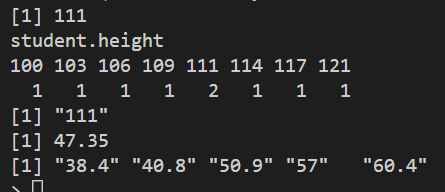 [1] 111
student.height
100 103 106 109 111 114 117 121
1 1 1 1 2 1 1 1
[1] "111"
[1] 47.35
[1] "38.4" "40.8" "50.9" "57" "60.4"
>